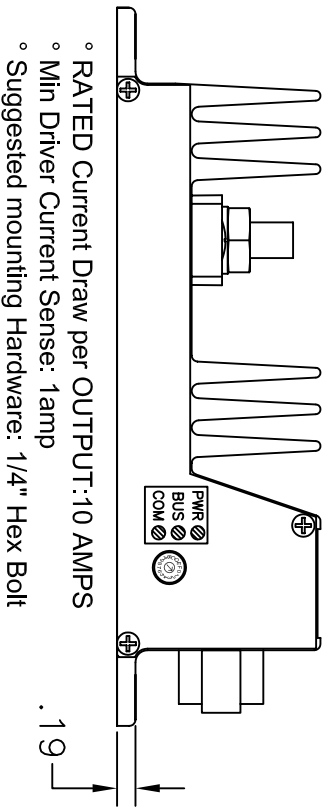 PWR
BUS
COM
.19
° RATED Current Draw per OUTPUT:10 AMPS
° Min Driver Current Sense: 1amp
° Suggested mounting Hardware: 1/4" Hex Bolt